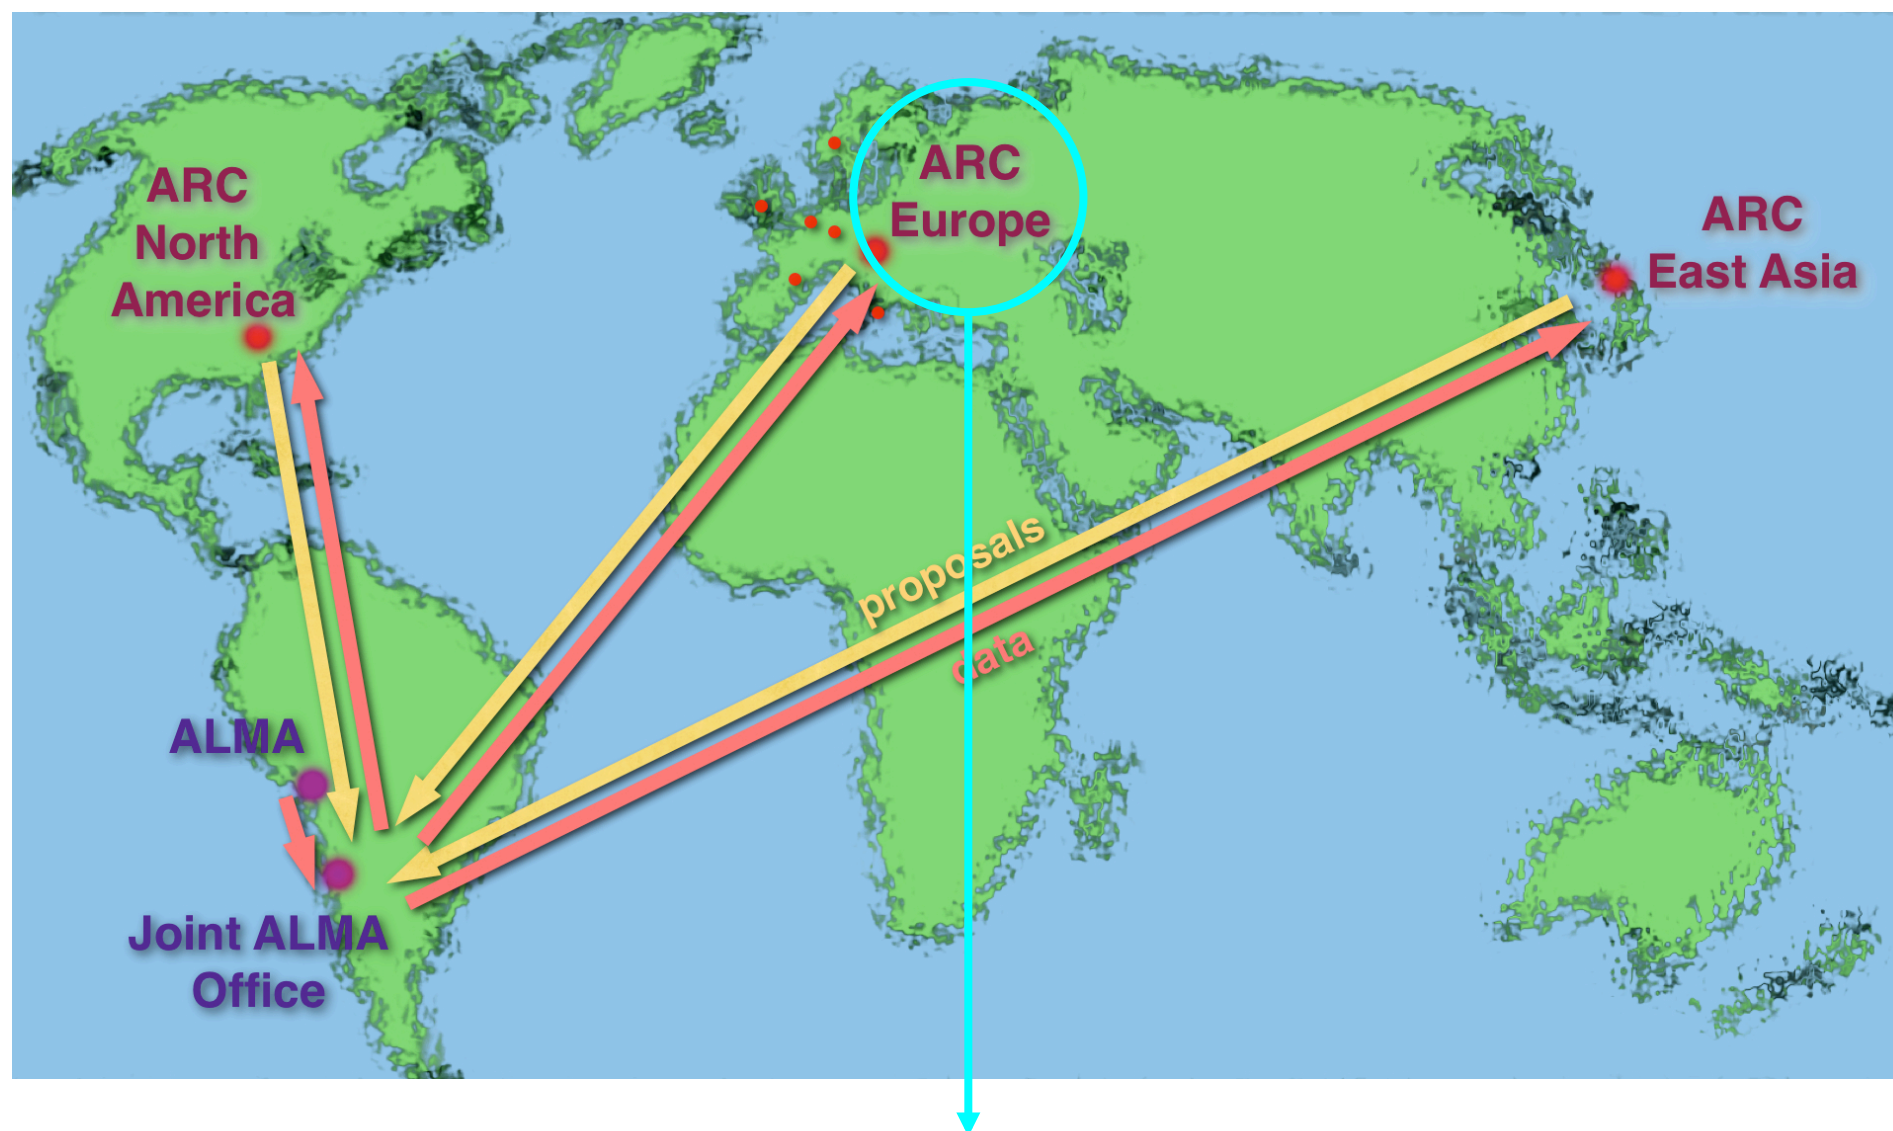 ARC
North
America
ARC
Europe
ARC
East Asia
proposals
data
ALMA
Joint ALMA
Office